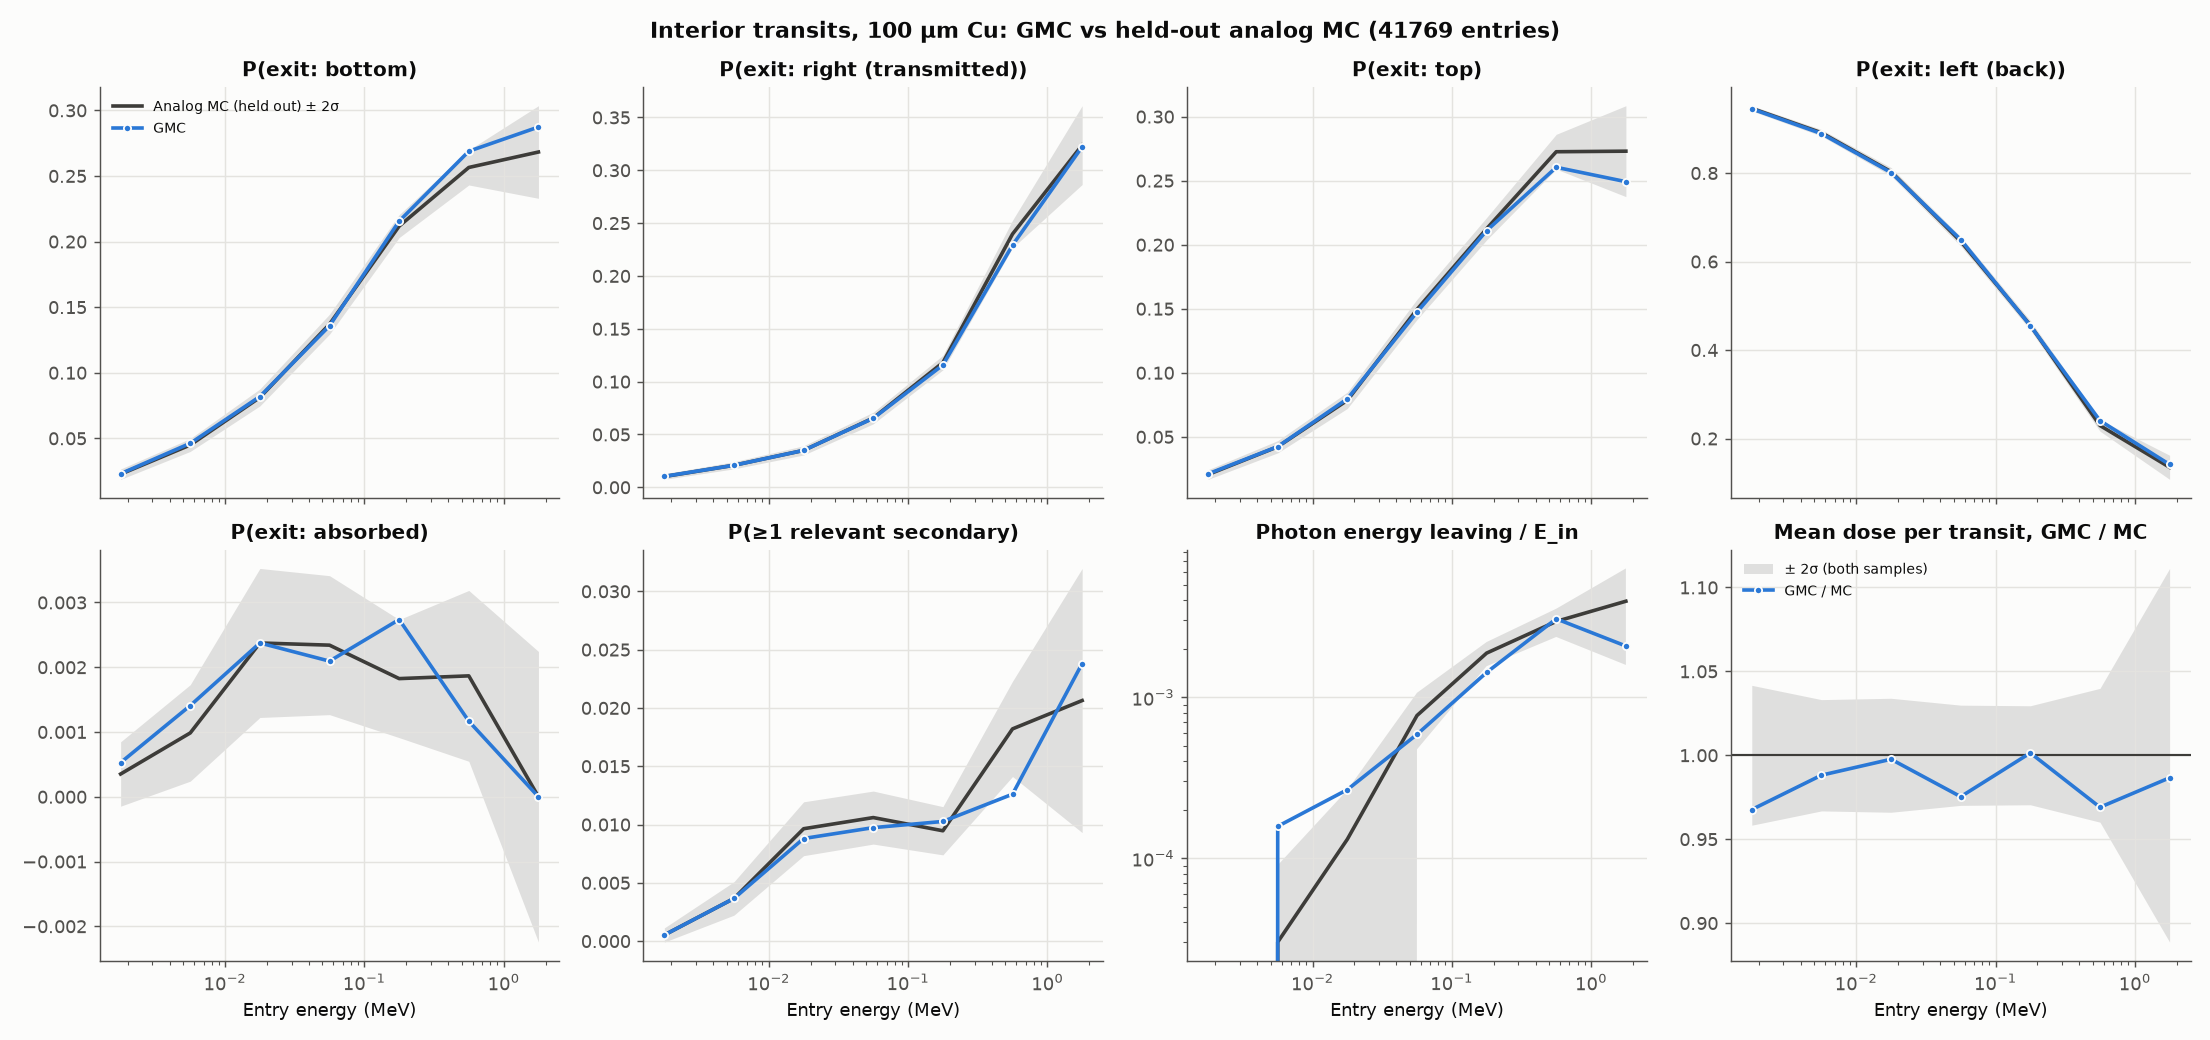 Interior transits, 100 µm Cu: GMC vs held-out analog MC (41769 entries)
P(exit: bottom)
Analog MC (held out) ± 2σ
GMC
0.30
0.25
0.20
0.15
0.10
0.05
P(exit: right (transmitted))
0.35
0.30
0.25
0.20
0.15
0.10
0.05
0.00
P(exit: top)
0.30
0.25
0.20
0.15
0.10
0.05
P(exit: left (back))
0.8
0.6
0.4
0.2
P(exit: absorbed)
0.003
0.002
0.001
0.000
−0.001
−0.002
10⁻² 10⁻¹ 10⁰
Entry energy (MeV)
P(≥1 relevant secondary)
0.030
0.025
0.020
0.015
0.010
0.005
0.000
10⁻² 10⁻¹ 10⁰
Entry energy (MeV)
Photon energy leaving / E_in
10⁻³
10⁻⁴
10⁻² 10⁻¹ 10⁰
Entry energy (MeV)
Mean dose per transit, GMC / MC
± 2σ (both samples)
GMC / MC
1.10
1.05
1.00
0.95
0.90
10⁻² 10⁻¹ 10⁰
Entry energy (MeV)